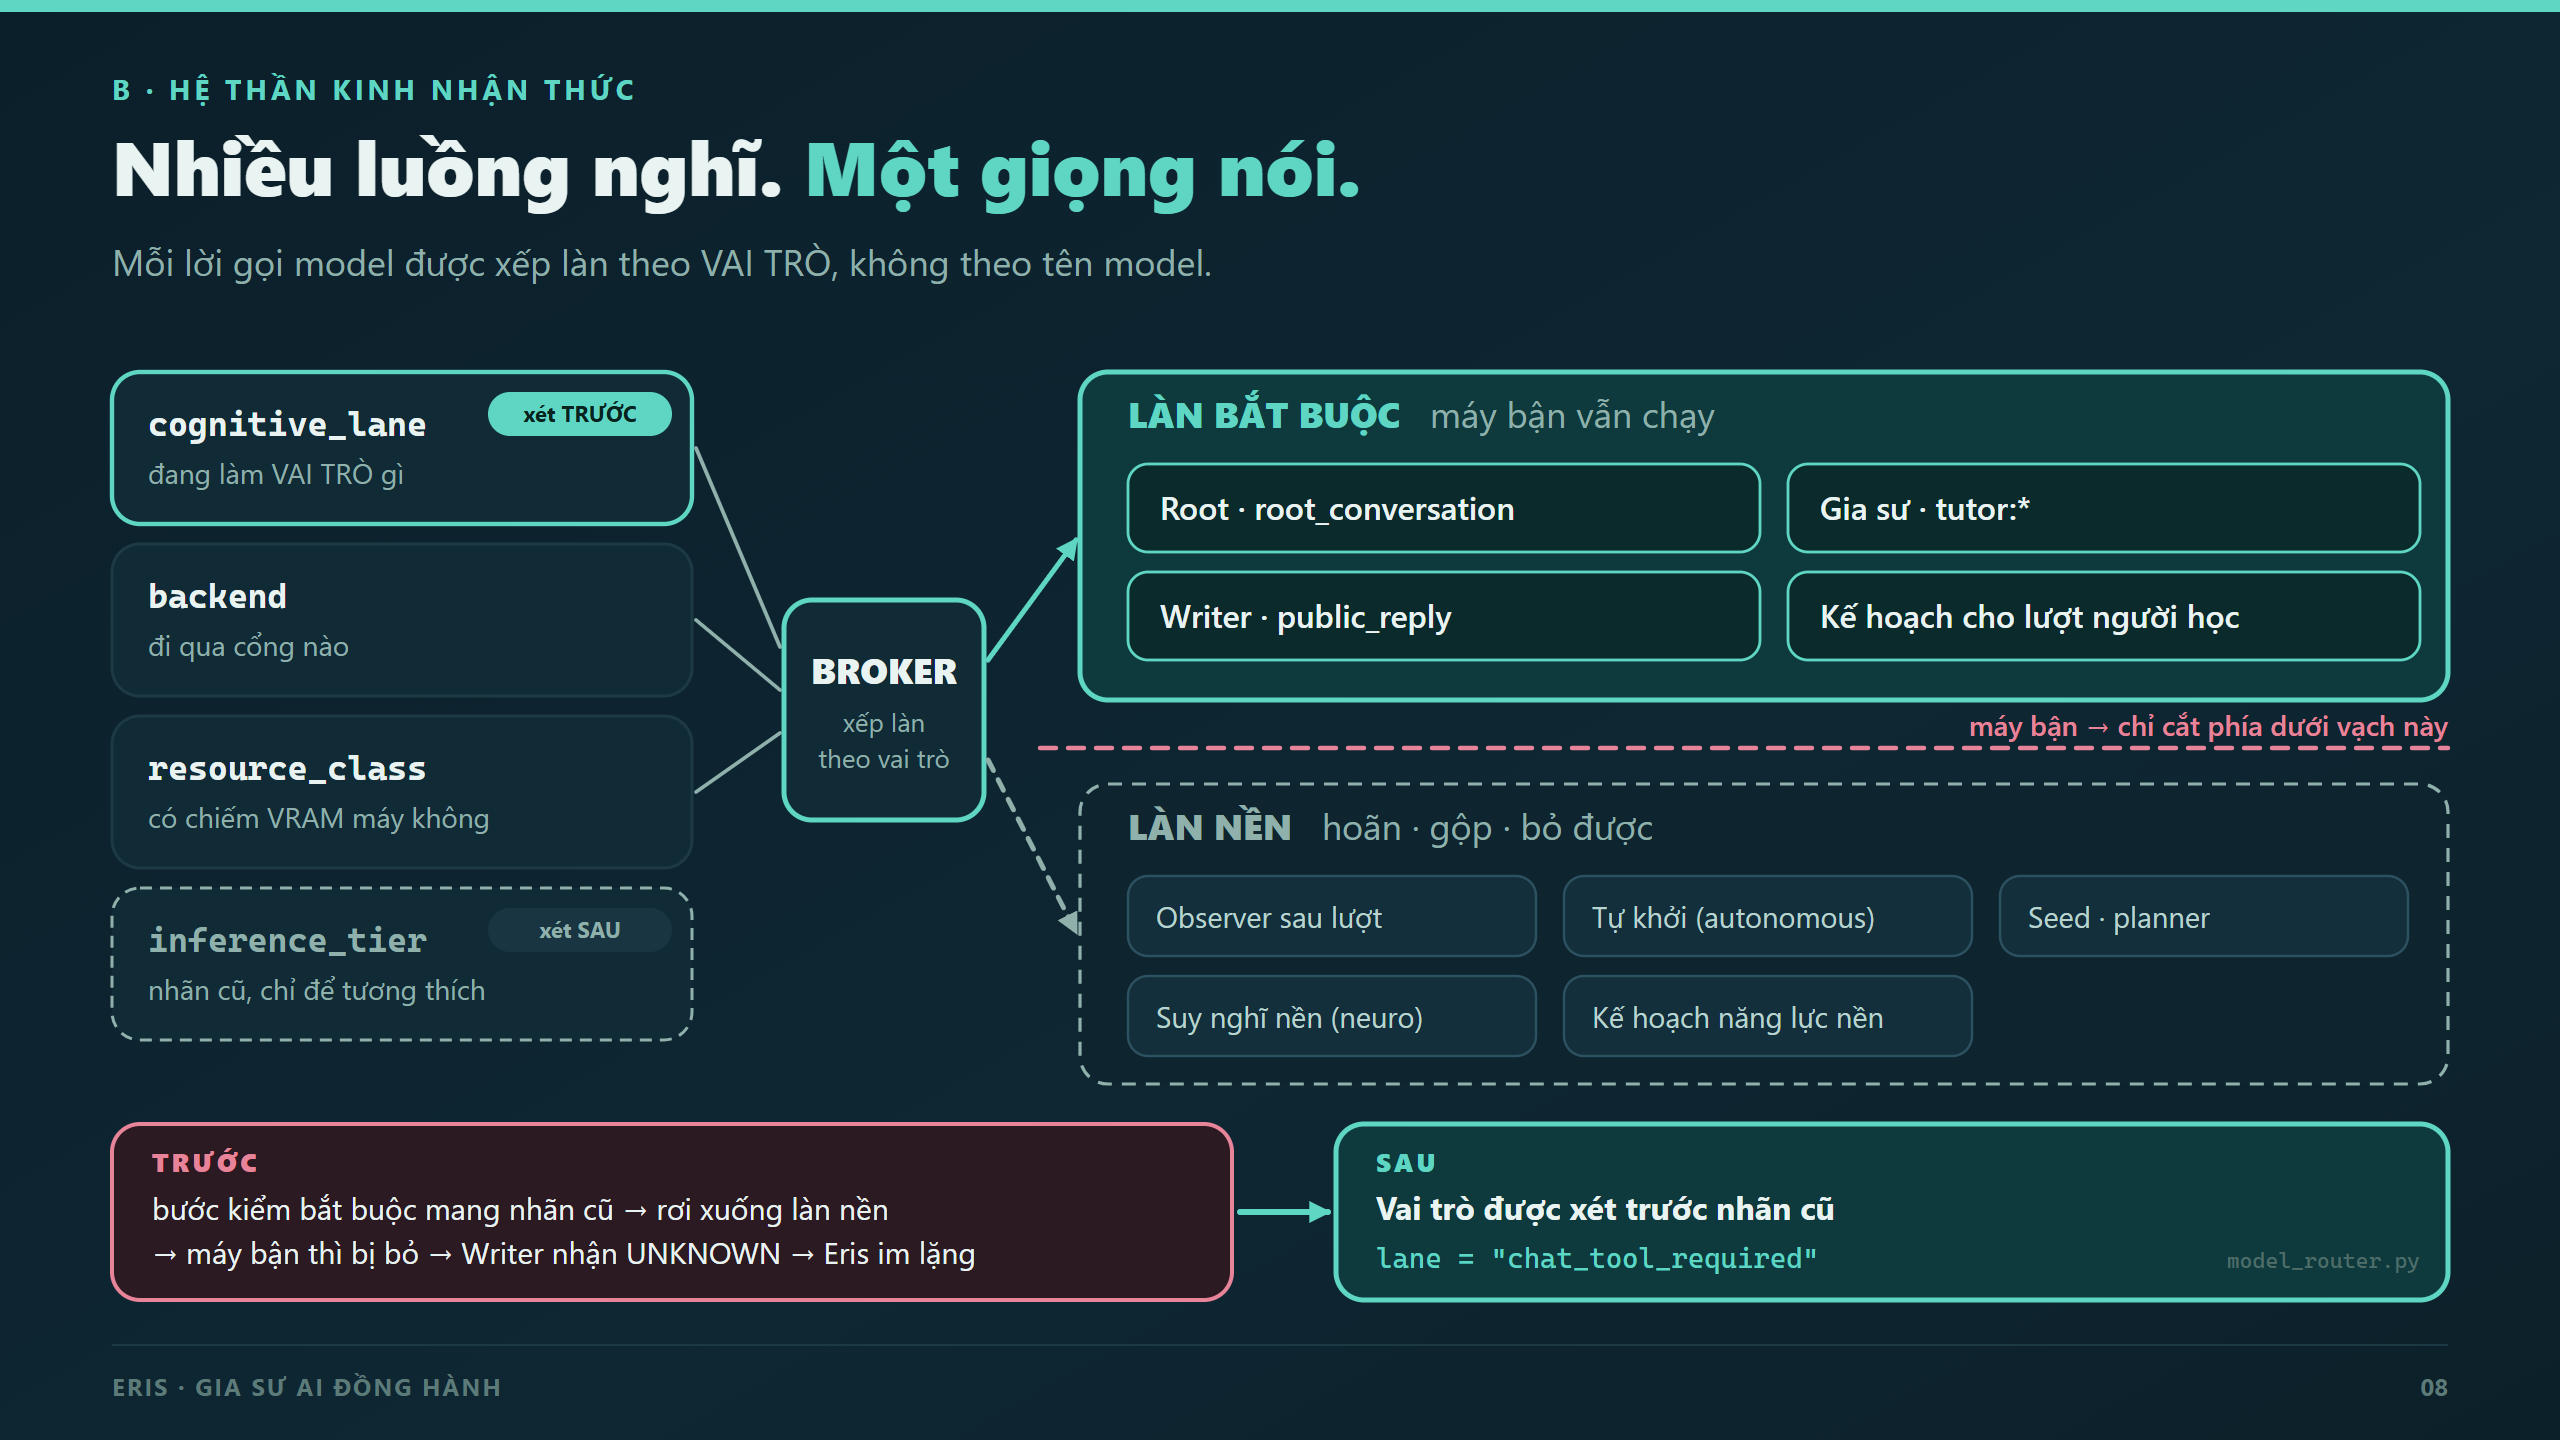 B · HỆ THẦN KINH NHẬN THỨC
Nhiều luồng nghĩ. Một giọng nói.
Mỗi lời gọi model được xếp làn theo VAI TRÒ, không theo tên model.
cognitive_lane
xét TRƯỚC
đang làm VAI TRÒ gì
backend
đi qua cổng nào
resource_class
có chiếm VRAM máy không
inference_tier
xét SAU
nhãn cũ, chỉ để tương thích
BROKER
xếp làn
theo vai trò
LÀN BẮT BUỘC máy bận vẫn chạy
Root · root_conversation
Gia sư · tutor:*
Writer · public_reply
Kế hoạch cho lượt người học
máy bận → chỉ cắt phía dưới vạch này
LÀN NỀN hoãn · gộp · bỏ được
Observer sau lượt
Tự khởi (autonomous)
Seed · planner
Suy nghĩ nền (neuro)
Kế hoạch năng lực nền
TRƯỚC
bước kiểm bắt buộc mang nhãn cũ → rơi xuống làn nền
→ máy bận thì bị bỏ → Writer nhận UNKNOWN → Eris im lặng
SAU
Vai trò được xét trước nhãn cũ
lane = "chat_tool_required"
model_router.py
ERIS · GIA SƯ AI ĐỒNG HÀNH
08